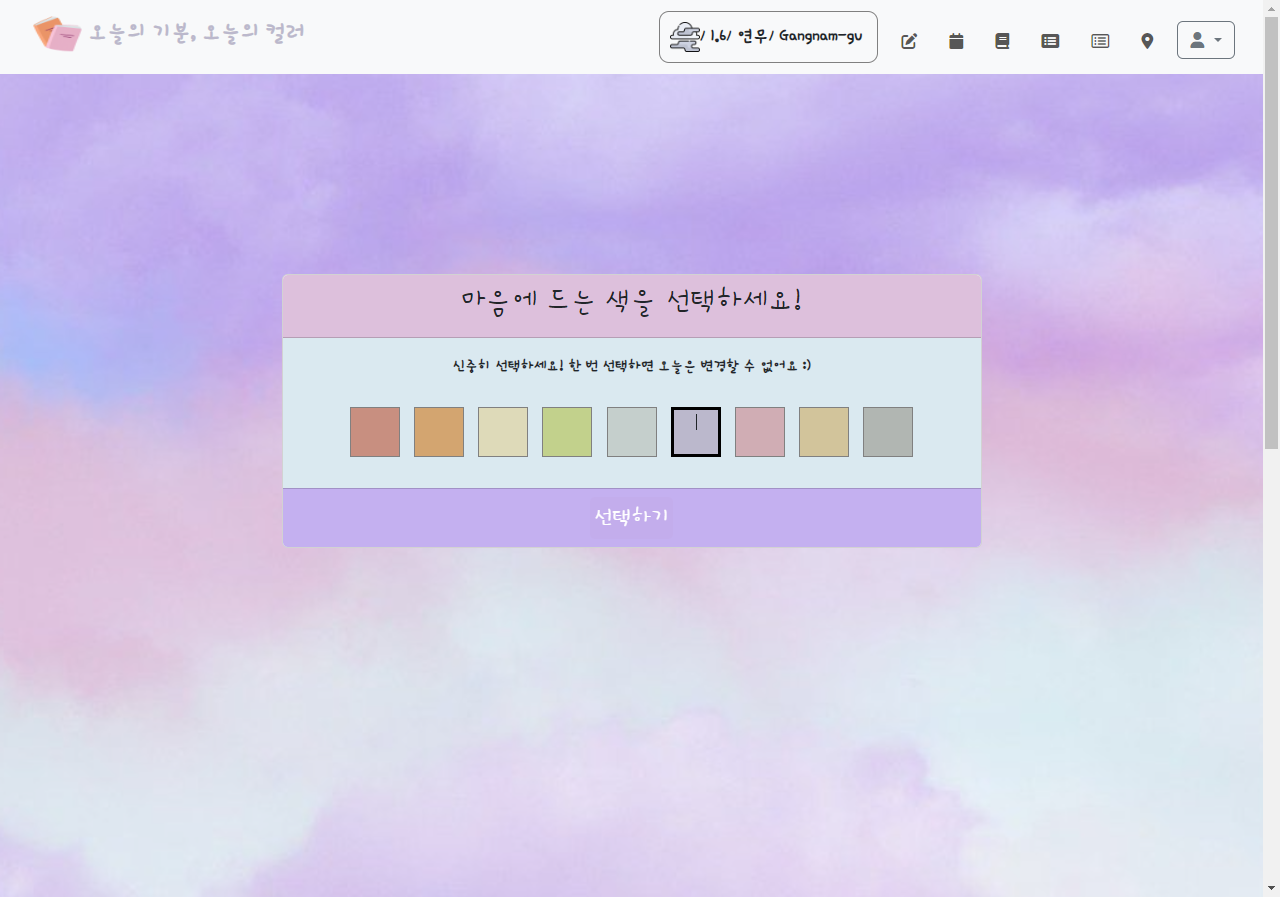 오늘의 기분, 오늘의 컬러
/ 1.6/ 연무/ Gangnam-gu
마음에 드는 색을 선택하세요!
신중히 선택하세요! 한 번 선택하면 오늘은 변경할 수 없어요 :)
선택하기